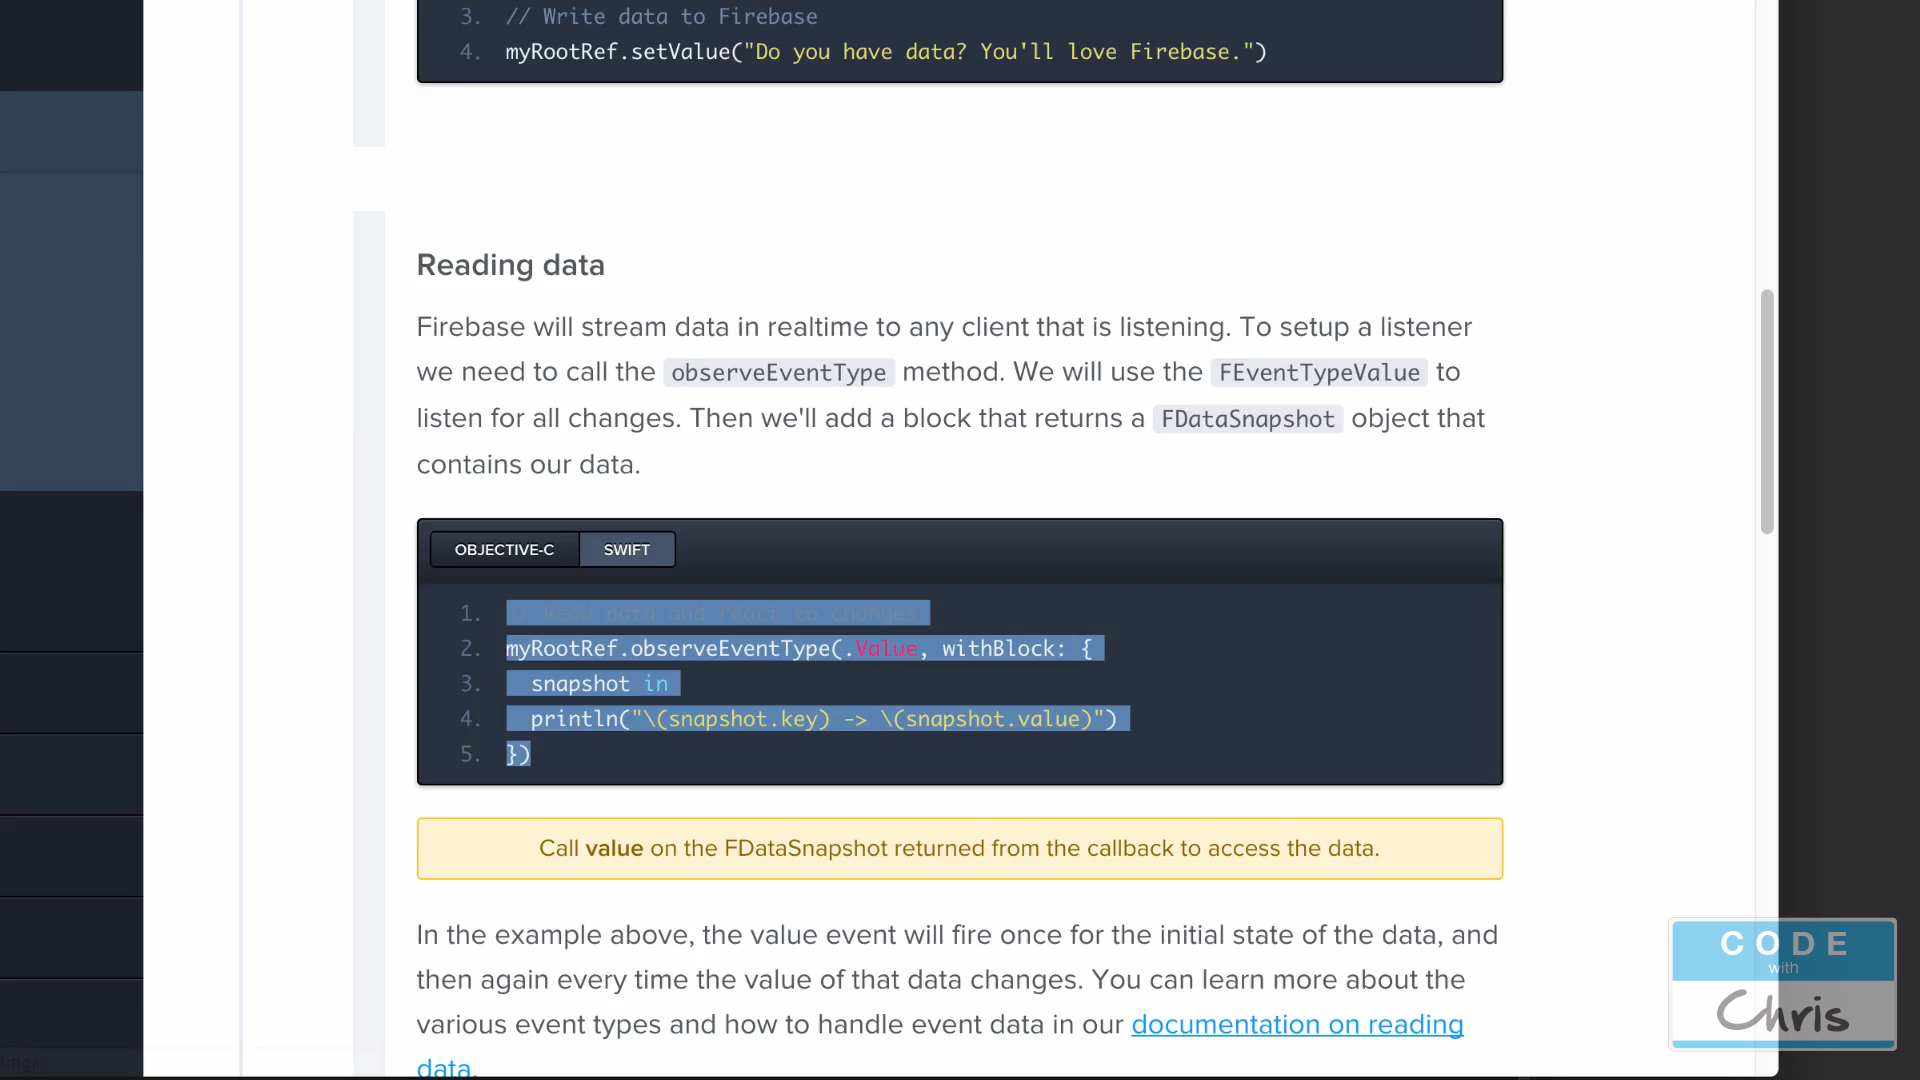 3. // Write data to Firebase
4. myRootRef.setValue("Do you have data? You'll love Firebase.")
Reading data
Firebase will stream data in realtime to any client that is listening. To setup a listener
we need to call the observeEventType method. We will use the FEventTypeValue to
listen for all changes. Then we'll add a block that returns a FDataSnapshot object that
contains our data.
OBJECTIVE-C SWIFT
1. // Read data and react to changes
2. myRootRef.observeEventType(.Value, withBlock: {
3. snapshot in
4. println("\(snapshot.key) -> \(snapshot.value)")
5. })
Call value on the FDataSnapshot returned from the callback to access the data.
In the example above, the value event will fire once for the initial state of the data, and
then again every time the value of that data changes. You can learn more about the
various event types and how to handle event data in our documentation on reading
data.
CODE
with
Chris